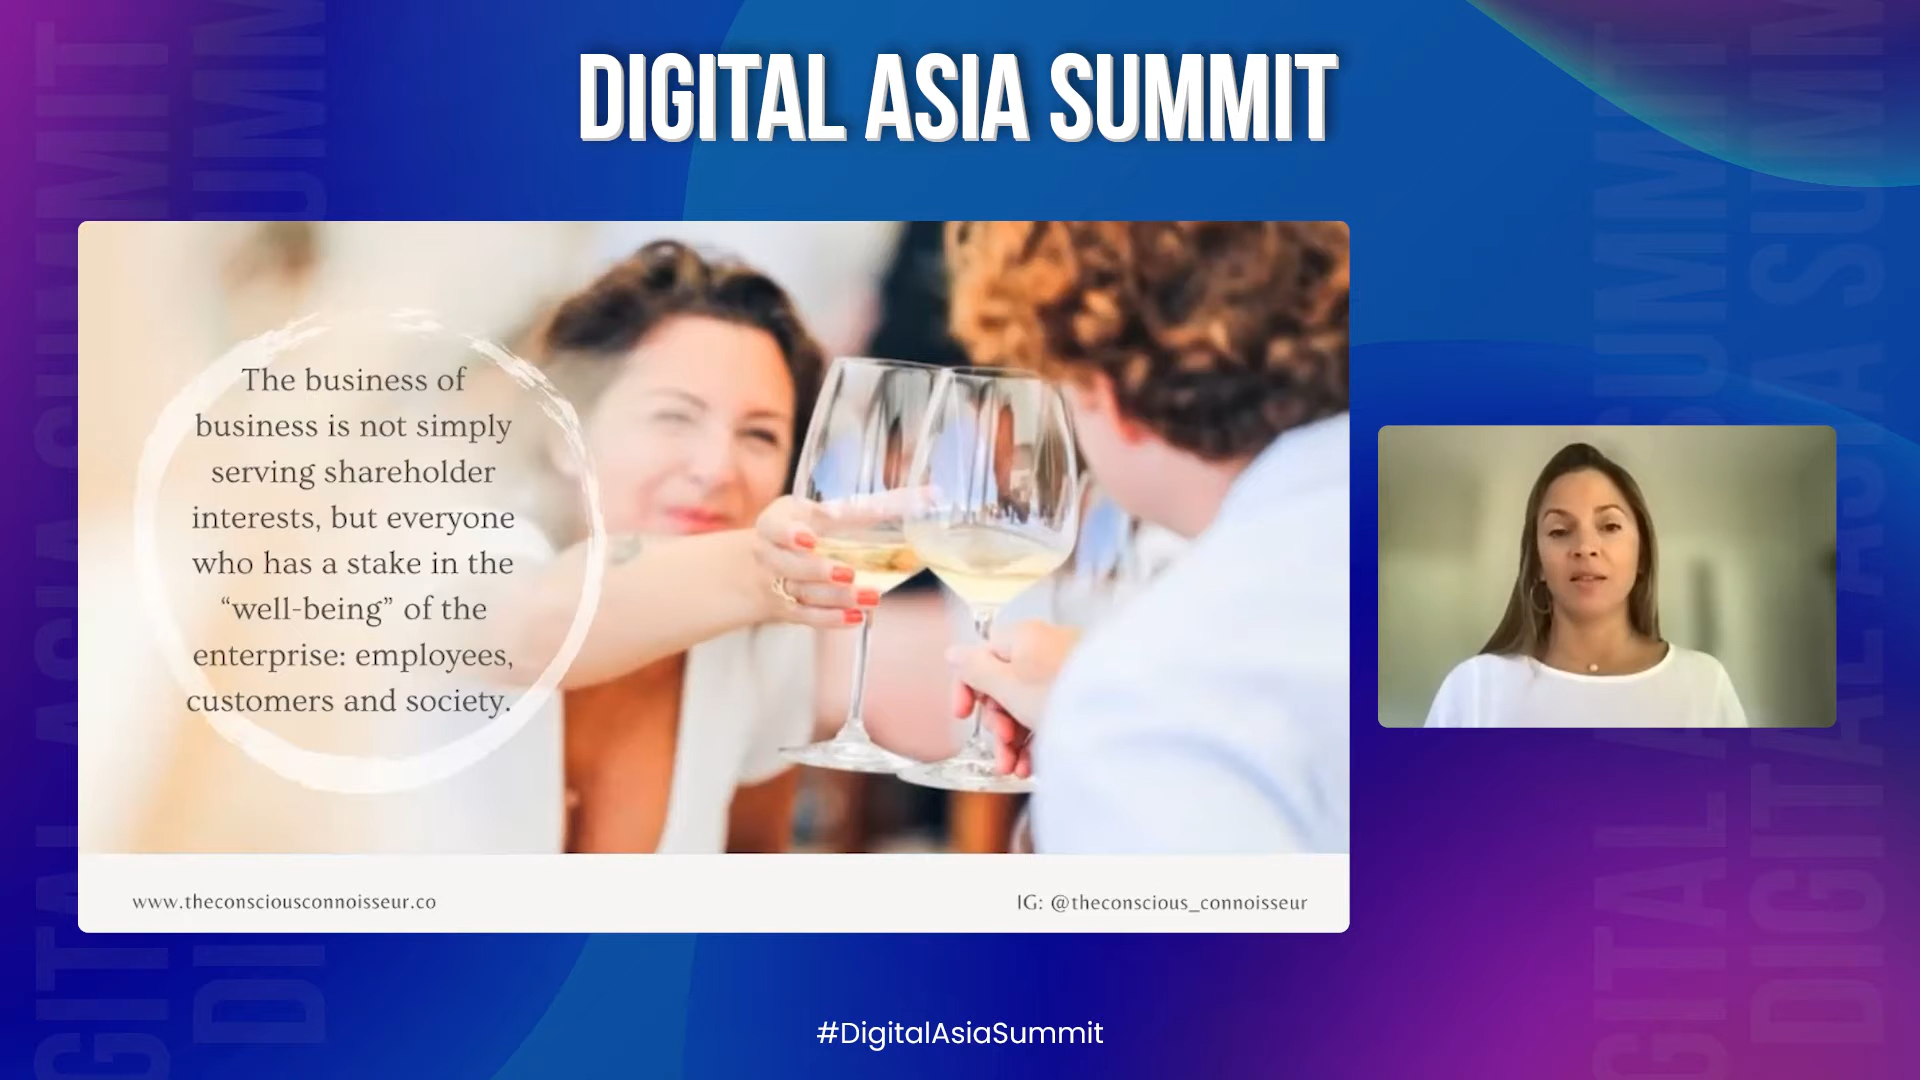 DIGITAL ASIA SUMMIT
The business of
business is not simply
serving shareholder
interests, but everyone
who has a stake in the
“well-being” of the
enterprise: employees,
customers and society.
www.theconsciousconnoisseur.co
IG: @theconscious_connoisseur
#DigitalAsiaSummit